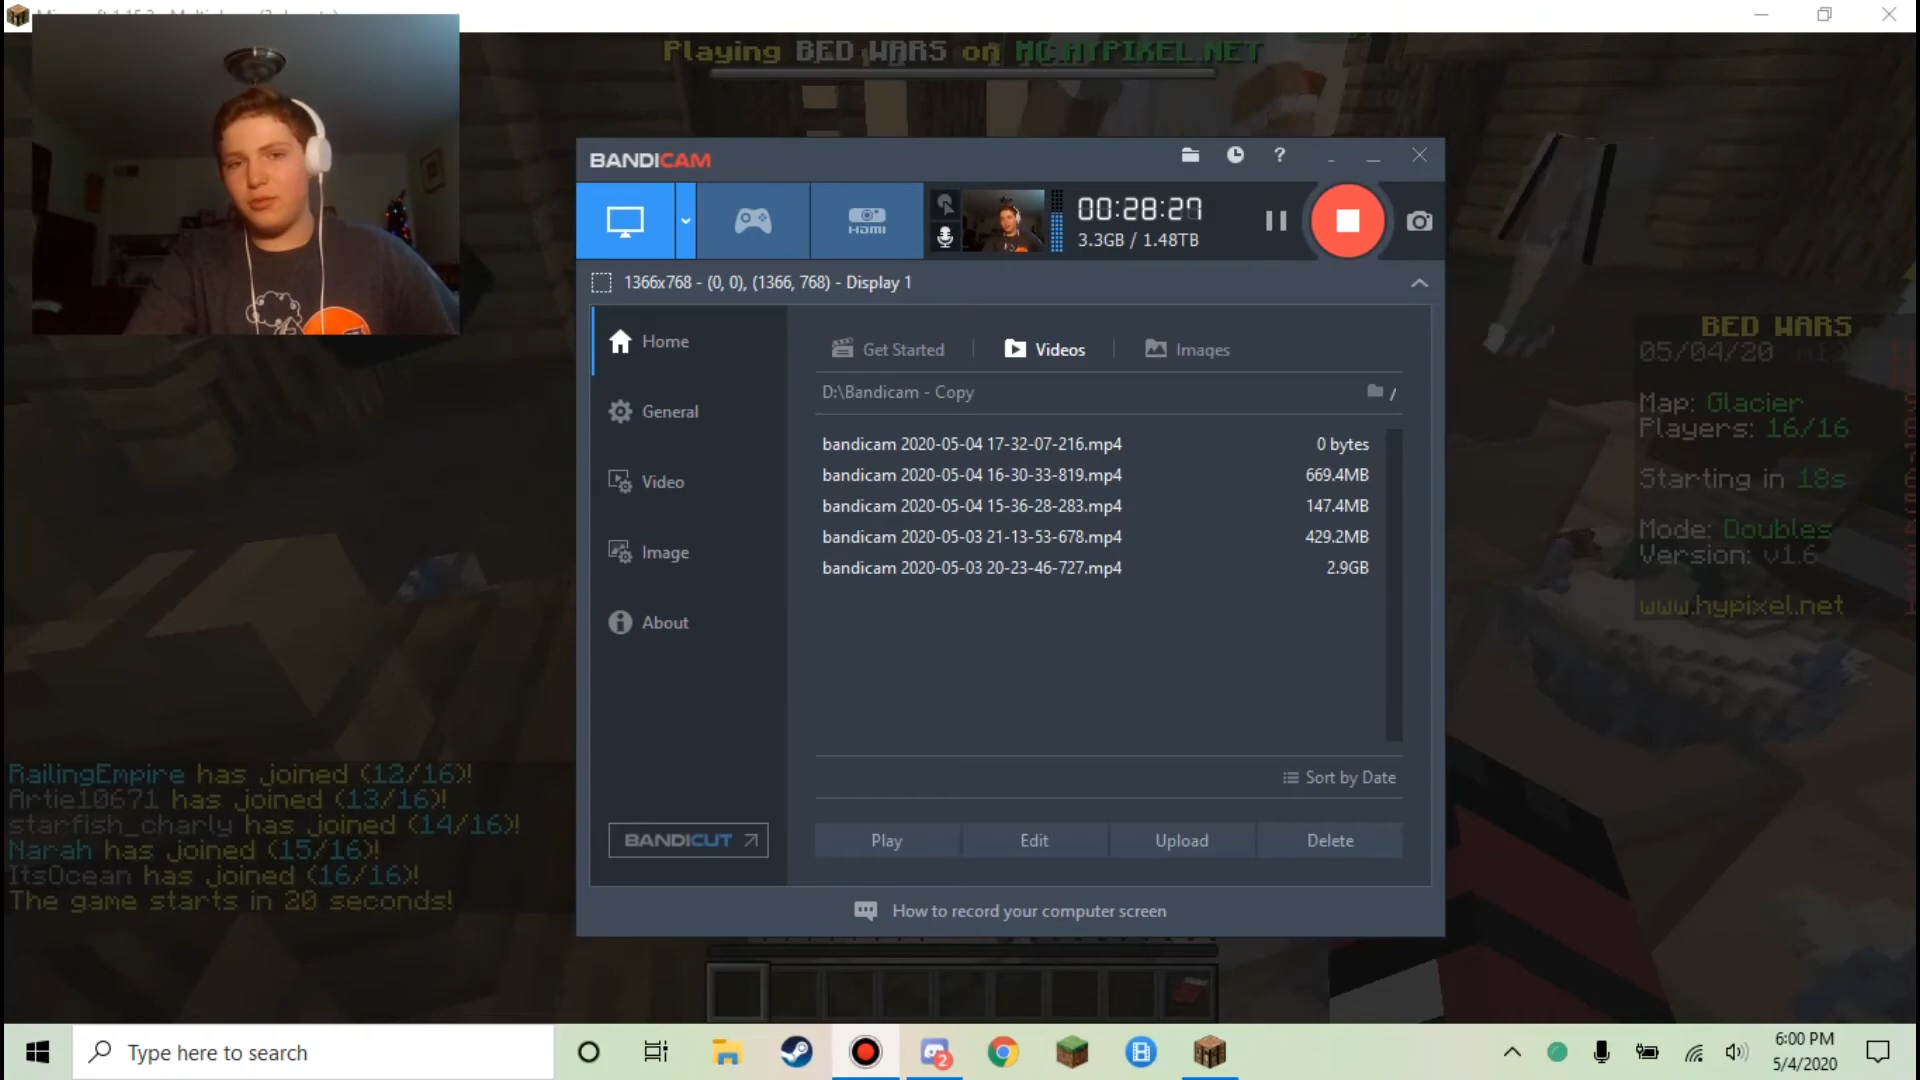 Playing BED WARS on MC.HYPIXEL.NET
BANDICAM
?
HDMI
00:28:27
3.3GB / 1.48TB
1366x768 - (0, 0), (1366, 768) - Display 1
Home
General
Video
Image
About
BANDICUT
Get Started
Videos
Images
D:\Bandicam - Copy
/
bandicam 2020-05-04 17-32-07-216.mp4 0 bytes
bandicam 2020-05-04 16-30-33-819.mp4 669.4MB
bandicam 2020-05-04 15-36-28-283.mp4 147.4MB
bandicam 2020-05-03 21-13-53-678.mp4 429.2MB
bandicam 2020-05-03 20-23-46-727.mp4 2.9GB
Sort by Date
Play Edit Upload Delete
How to record your computer screen
BED WARS
05/04/20
Map: Glacier
Players: 16/16
Starting in 18s
Mode: Doubles
Version: v1.6
www.hypixel.net
RailingEmpire has joined (12/16)!
Artie10671 has joined (13/16)!
starfish_charly has joined (14/16)!
Narah has joined (15/16)!
ItsOcean has joined (16/16)!
The game starts in 20 seconds!
Type here to search
2
6:00 PM
5/4/2020